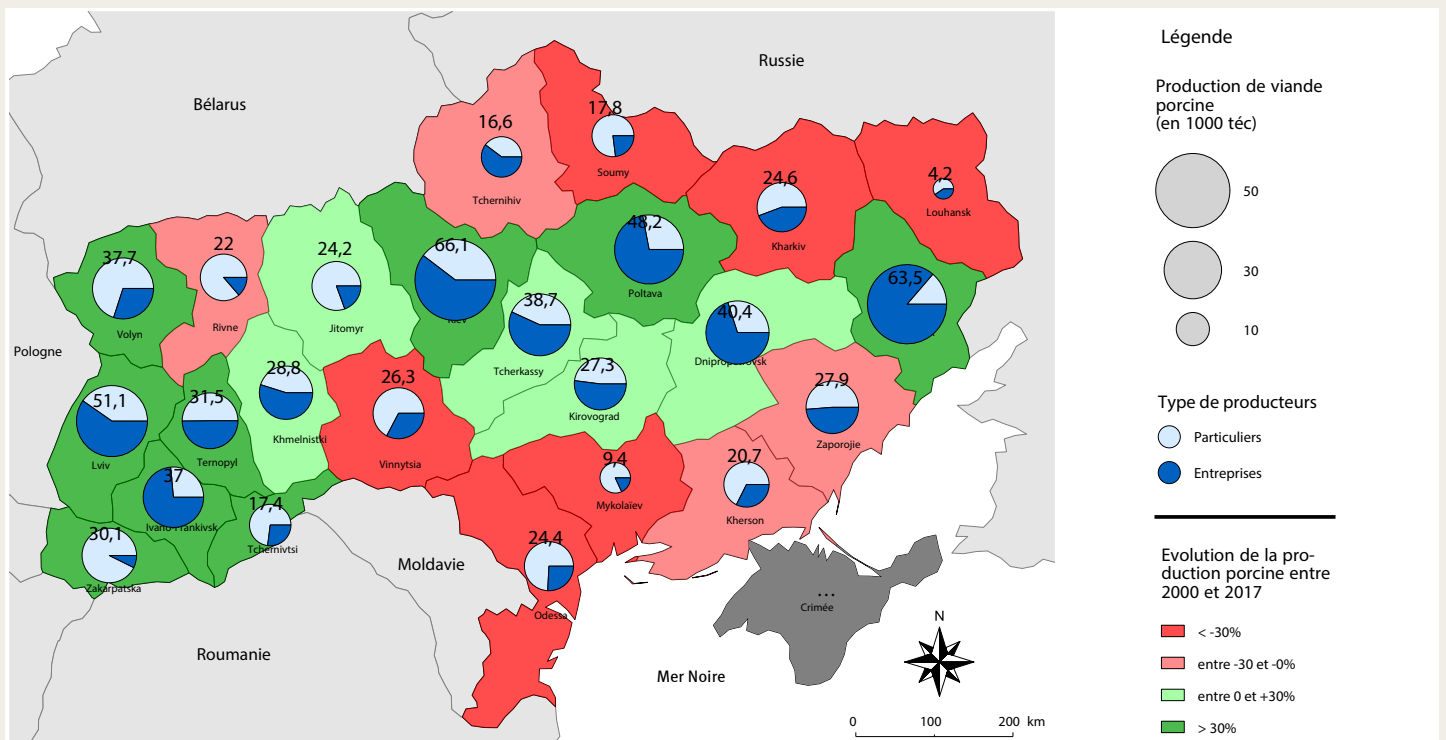 Russie
Bélarus
17,8
Soumy
16,6
Tchernihiv
24,6
Kharkiv
4,2
Louhansk
37,7
Volyn
22
Rivne
24,2
Jitomyr
66,1
48,2
Poltava
63,5
38,7
Tcherkassy
40,4
Pologne
28,8
Khmelnistki
26,3
Vinnytsia
27,3
Kirovograd
27,9
Zaporojie
51,1
Lviv
31,5
Ternopyl
37
Ivano-Frankivsk
17,4
Tchernivtsi
30,1
Zakarpatska
9,4
Mykolaïev
20,7
Kherson
24,4
Odessa
Moldavie
Roumanie
Mer Noire
...
Crimée
N
0 100 200 km
Légende
Production de viande
porcine
(en 1000 téc)
50
30
10
Type de producteurs
Particuliers
Entreprises
Evolution de la pro-
duction porcine entre
2000 et 2017
< -30%
entre -30 et -0%
entre 0 et +30%
> 30%